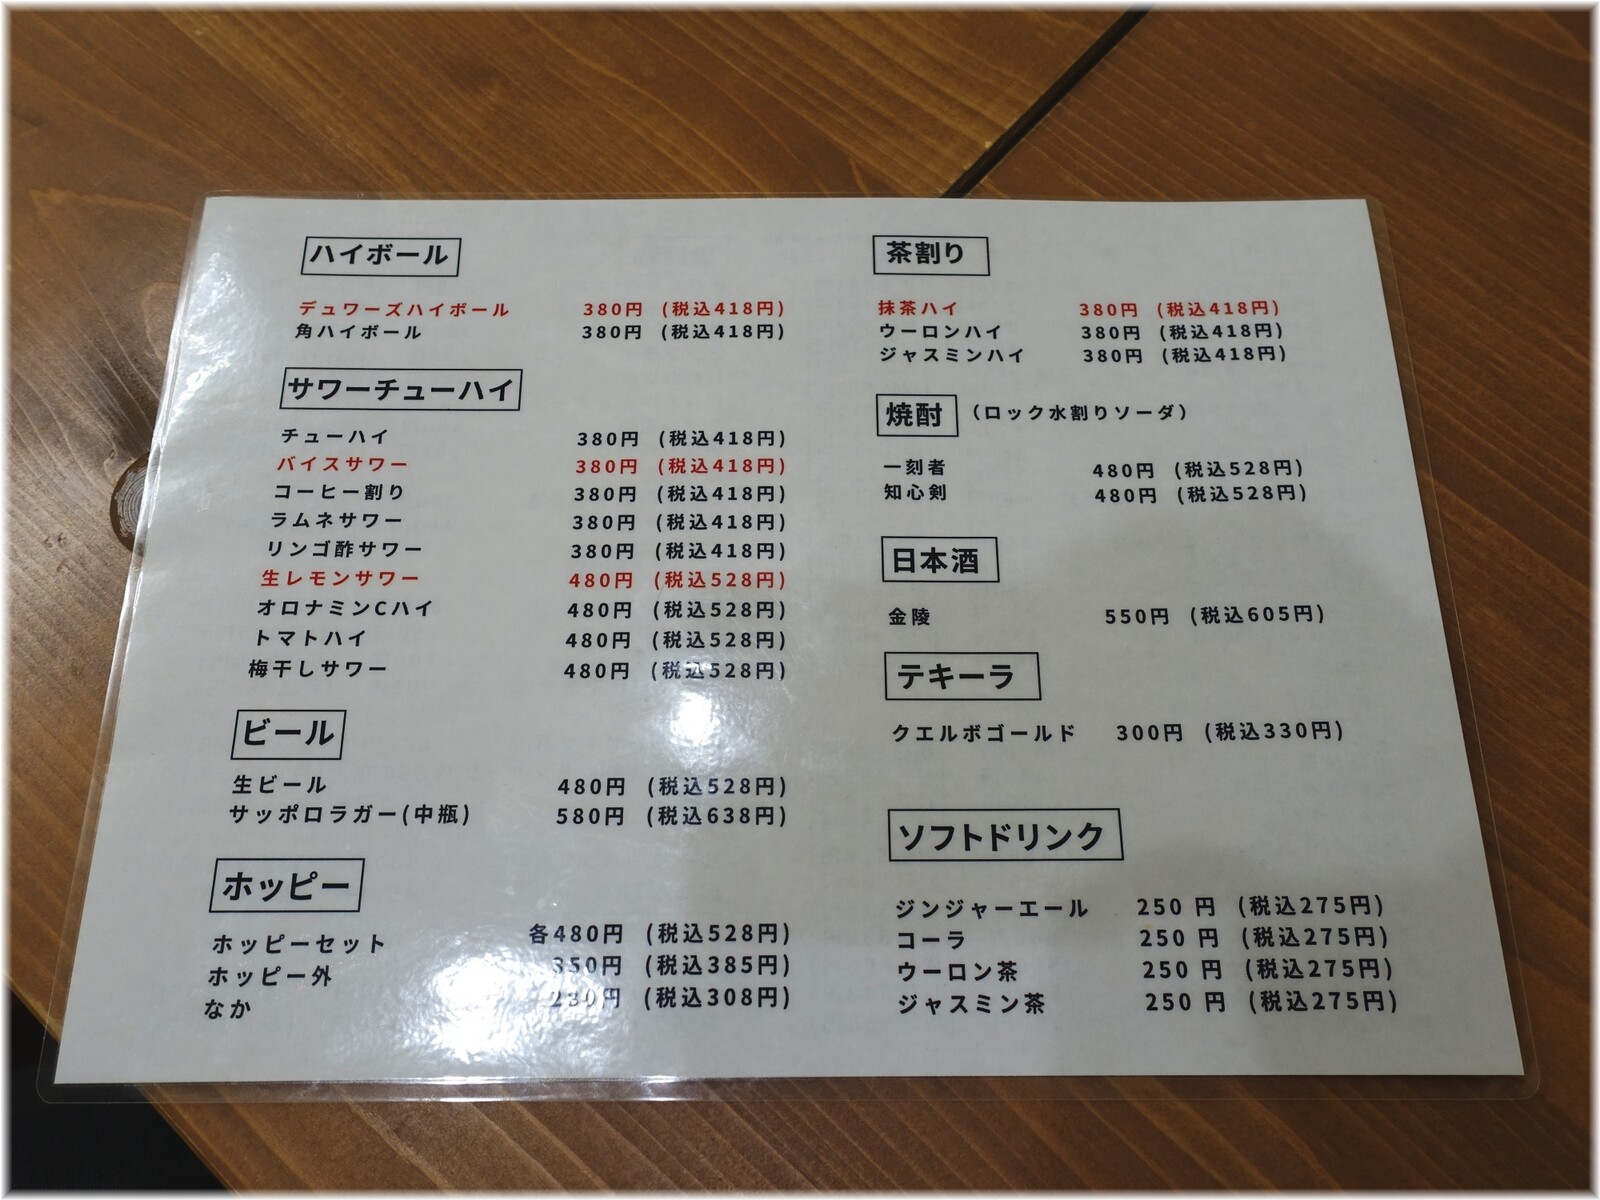 ハイボール
デュワーズハイボール 380円 (税込418円)
角ハイボール 380円 (税込418円)
サワーチューハイ
チューハイ 380円 (税込418円)
バイスサワー 380円 (税込418円)
コーヒー割り 380円 (税込418円)
ラムネサワー 380円 (税込418円)
リンゴ酢サワー 380円 (税込418円)
生レモンサワー 480円 (税込528円)
オロナミンCハイ 480円 (税込528円)
トマトハイ 480円 (税込528円)
梅干しサワー 480円 (税込528円)
ビール
生ビール 480円 (税込528円)
サッポロラガー(中瓶) 580円 (税込638円)
ホッピー
ホッピーセット 各480円 (税込528円)
ホッピー外 350円 (税込385円)
なか (税込308円)
茶割り
抹茶ハイ 380円 (税込418円)
ウーロンハイ 380円 (税込418円)
ジャスミンハイ 380円 (税込418円)
焼酎 (ロック水割りソーダ)
一刻者 480円 (税込528円)
知心剣 480円 (税込528円)
日本酒
金陵 550円 (税込605円)
テキーラ
クエルボゴールド 300円 (税込330円)
ソフトドリンク
ジンジャーエール 250 円 (税込275円)
コーラ 250 円 (税込275円)
ウーロン茶 250 円 (税込275円)
ジャスミン茶 250 円 (税込275円)